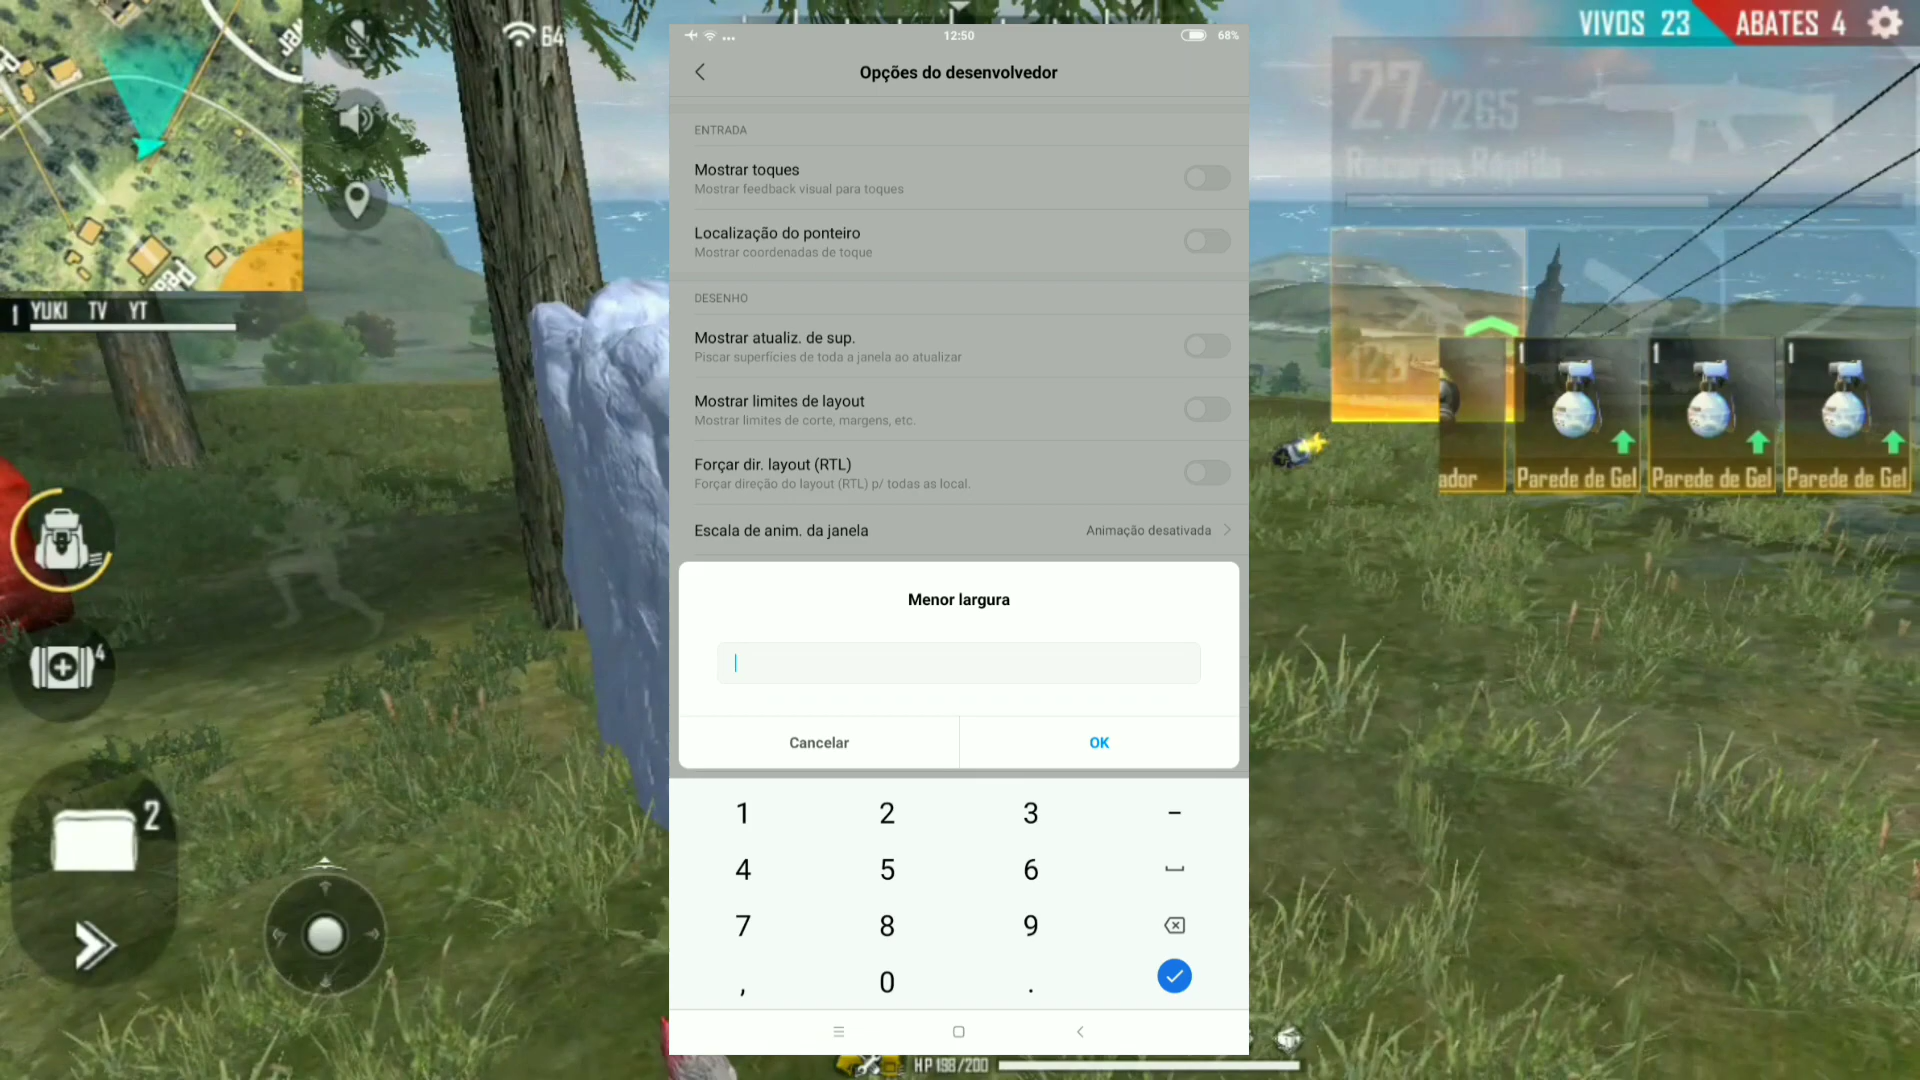 64
VIVOS 23
ABATES 4
27/265
Recarga Rápida
1 YUKI TV YT
12:50
68%
Opções do desenvolvedor
ENTRADA
Mostrar toques
Mostrar feedback visual para toques
Localização do ponteiro
Mostrar coordenadas de toque
DESENHO
Mostrar atualiz. de sup.
Piscar superfícies de toda a janela ao atualizar
Mostrar limites de layout
Mostrar limites de corte, margens, etc.
Forçar dir. layout (RTL)
Forçar direção do layout (RTL) p/ todas as local.
Escala de anim. da janela
Animação desativada
Menor largura
Cancelar
OK
1 2 3 -
4 5 6
7 8 9
, 0 .
1
1
1
ador
Parede de Gel
Parede de Gel
Parede de Gel
4
2
HP 198/200